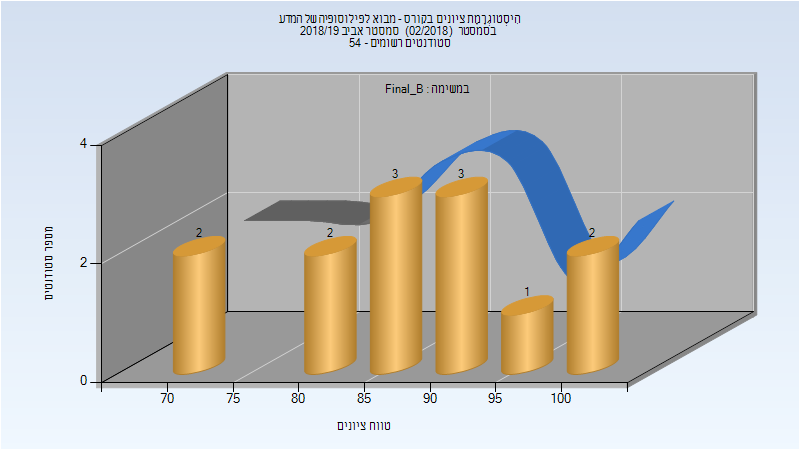 היסטוגרמת ציונים בקורס - מבוא לפילוסופיה של המדע
בסמסטר (02/2018) סמסטר אביב 2018/19
סטודנטים רשומים - 54
במשימה : Final_B
4
2
0
מספר סטודנטים
2
2
3
3
1
2
70 75 80 85 90 95 100
טווח ציונים